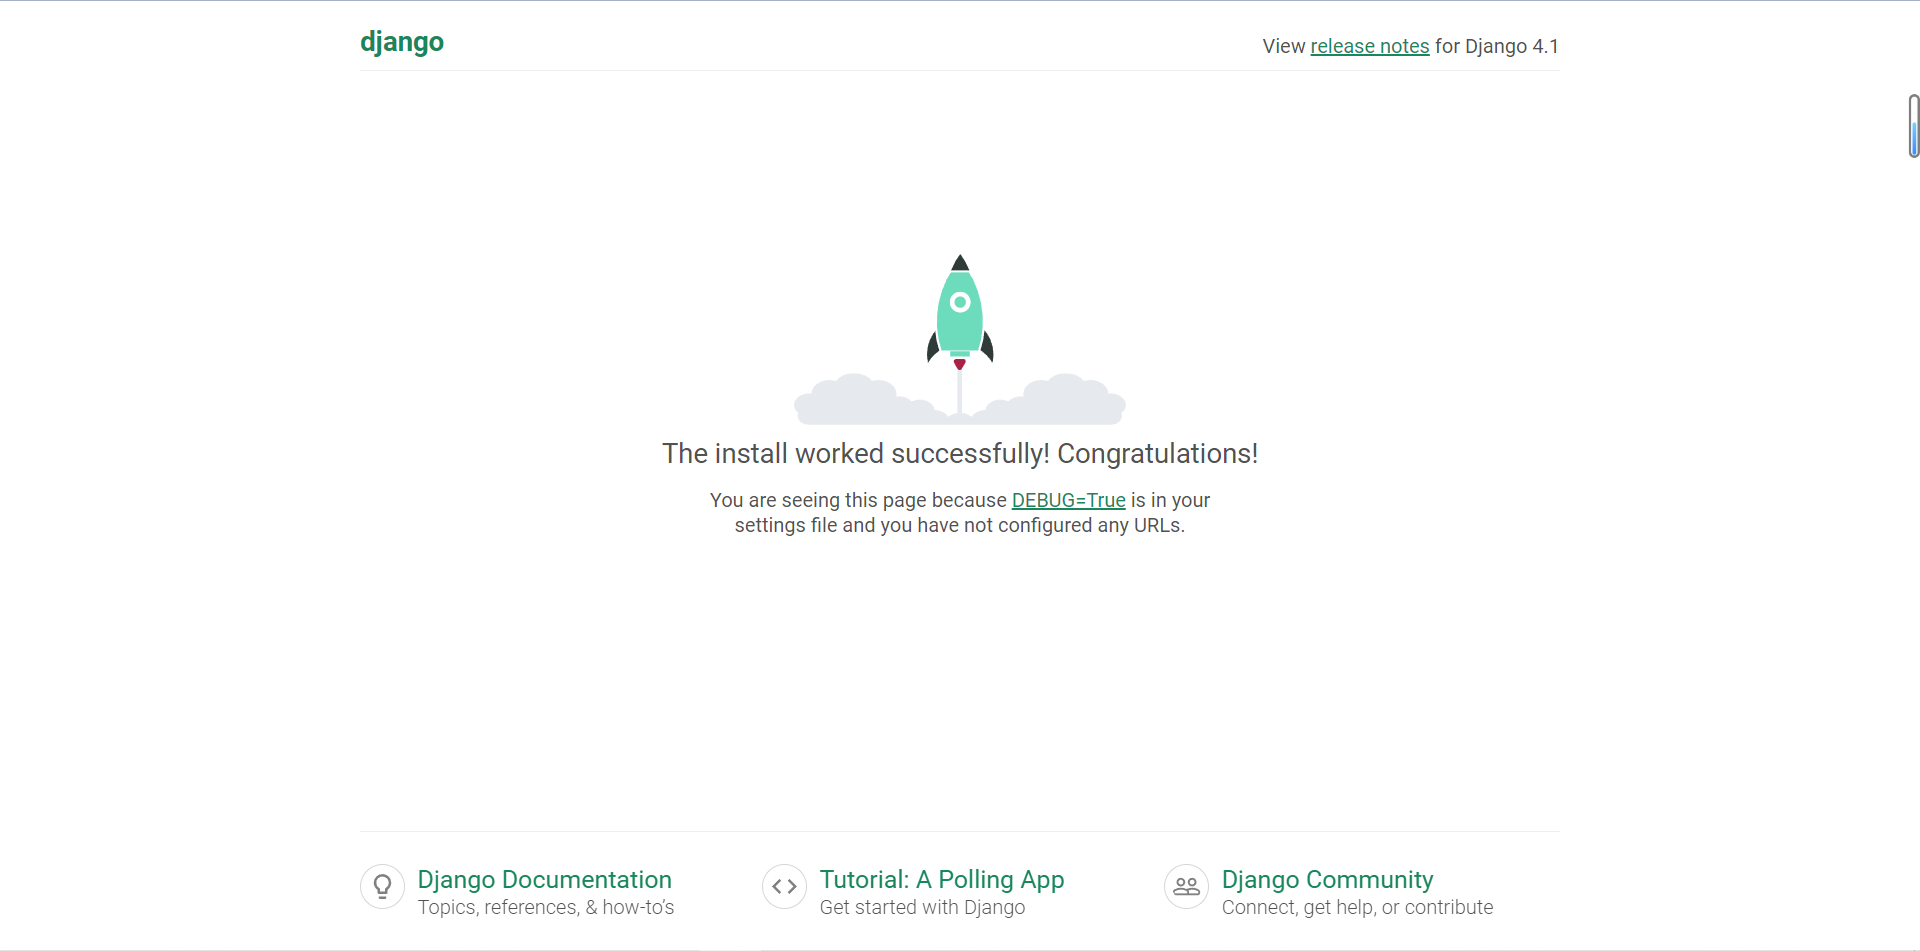 django
View release notes for Django 4.1
The install worked successfully! Congratulations!
You are seeing this page because DEBUG=True is in your
settings file and you have not configured any URLs.
Django Documentation
Topics, references, & how-to’s
Tutorial: A Polling App
Get started with Django
Django Community
Connect, get help, or contribute